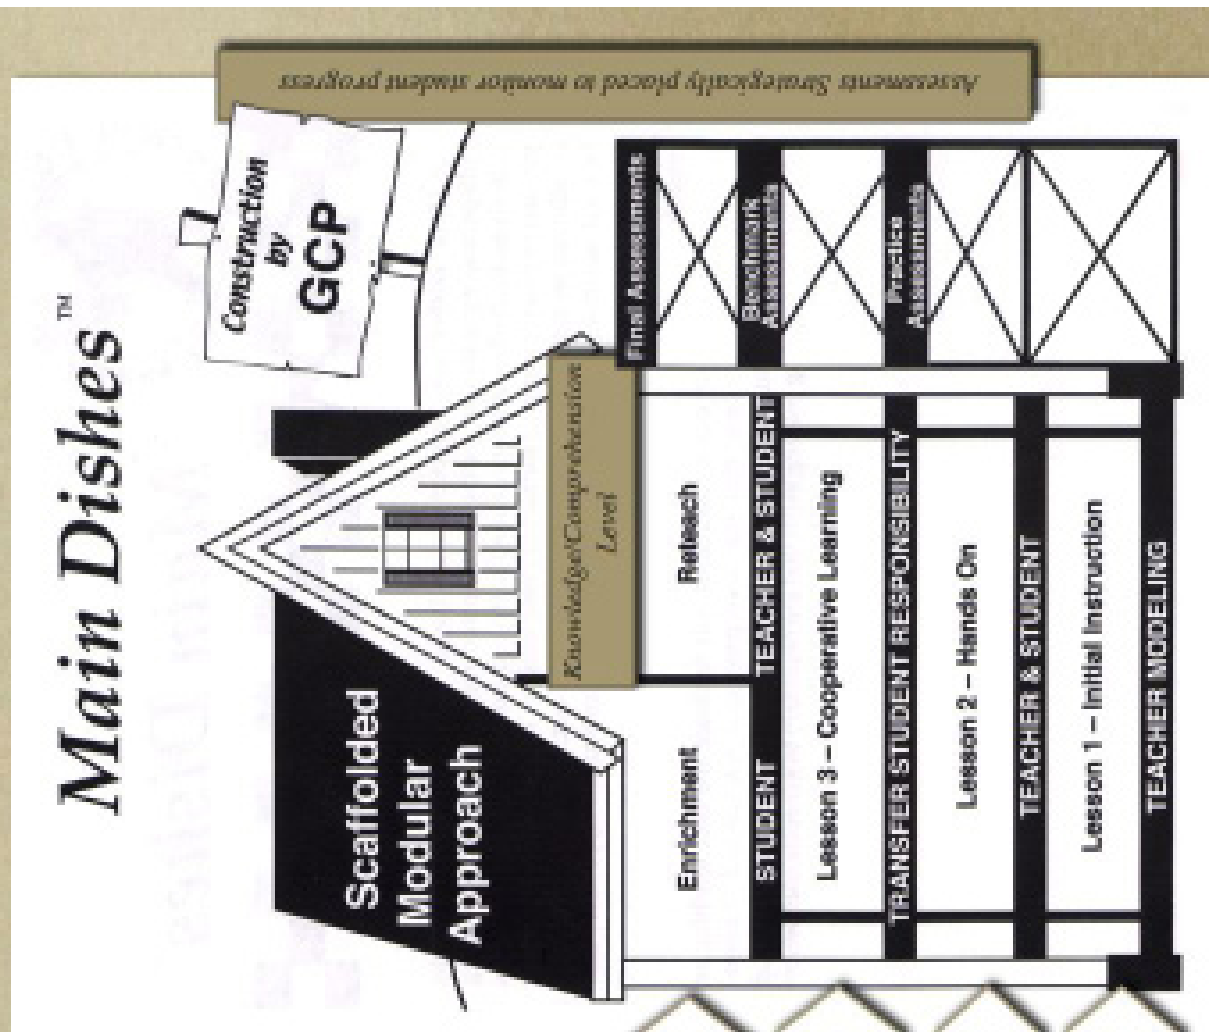 Main Dishes™
Assessments Strategically placed to monitor student progress
Construction
by
GCP
Scaffolded
Modular
Approach
Knowledge/Comprehension
Level
Final Assessments
Benchmark
Assessments
Practice
Assessments
Enrichment
Reteach
STUDENT
TEACHER & STUDENT
Lesson 3 – Cooperative Learning
TRANSFER STUDENT RESPONSIBILITY
Lesson 2 – Hands On
TEACHER & STUDENT
Lesson 1 – Initial Instruction
TEACHER MODELING